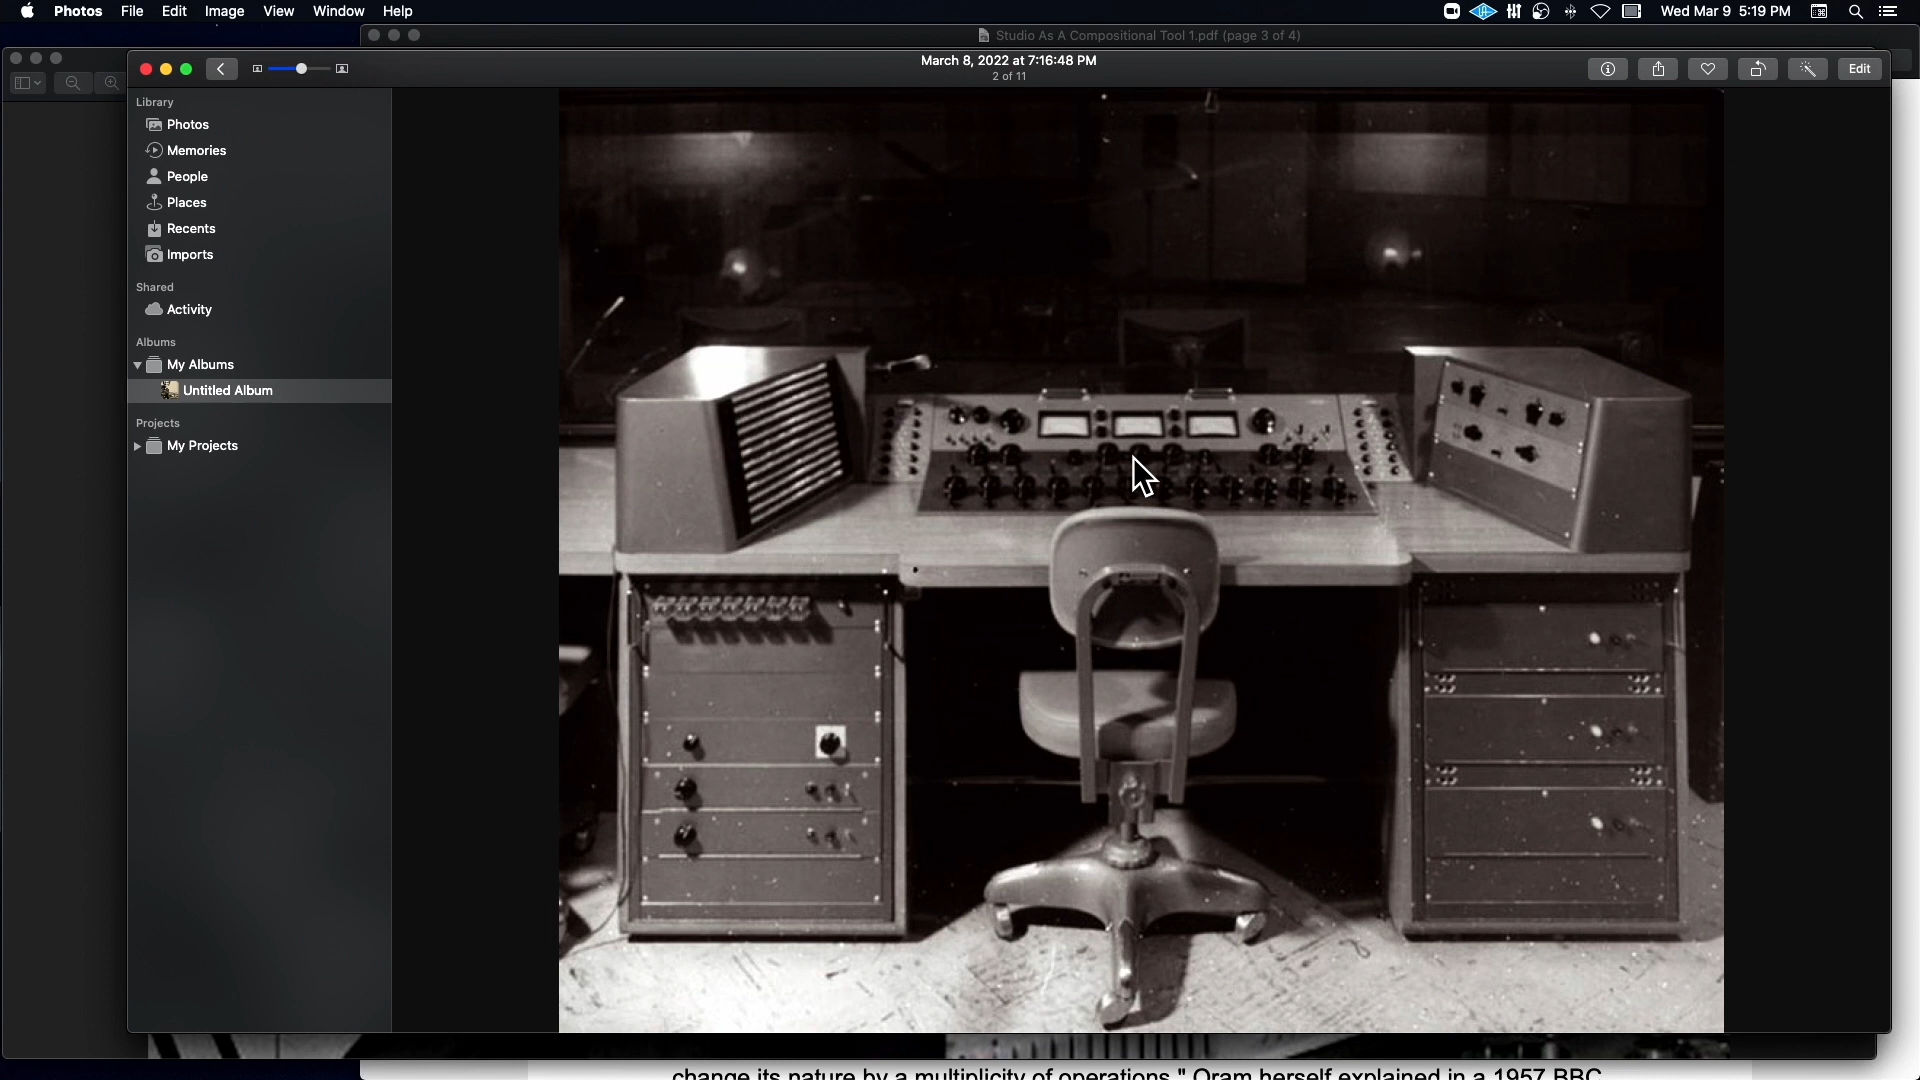 Photos File Edit Image View Window Help
Wed Mar 9 5:19 PM
Studio As A Compositional Tool 1.pdf (page 3 of 4)
March 8, 2022 at 7:16:48 PM
2 of 11
Edit
Library
Photos
Memories
People
Places
Recents
Imports
Shared
Activity
Albums
My Albums
Untitled Album
Projects
My Projects
change its nature by a multiplicity of operations." Oram herself explained in a 1957 BBC